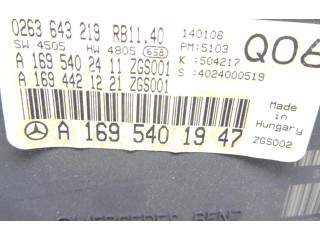 0263 643 219 RB11.40 140106 Q06
SW 4505 HW 4805 658 PM:5103
A 169 540 24 11 ZGS001 K :504217
A 169 442 12 21 ZGS001 S :4024000519
Made in
Hungary
A 169 540 19 47 ZGS002